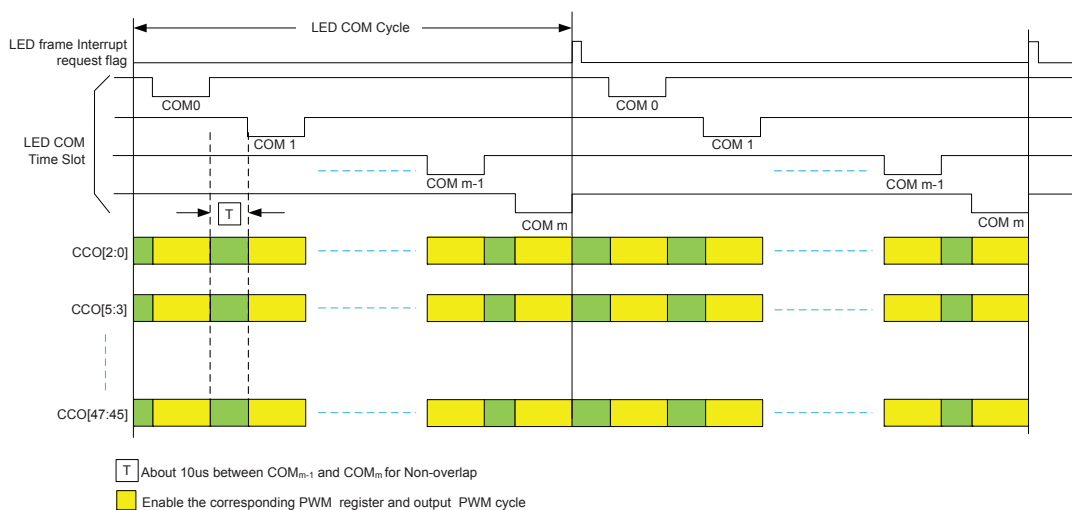 LED COM Cycle
LED frame Interrupt
request flag
COM0
COM 0
COM 1
COM 1
LED COM
Time Slot
COM m-1
COM m-1
T
COM m
COM m
CCO[2:0]
CCO[5:3]
CCO[47:45]
T About 10us between COMm-1 and COMm for Non-overlap
Enable the corresponding PWM register and output PWM cycle